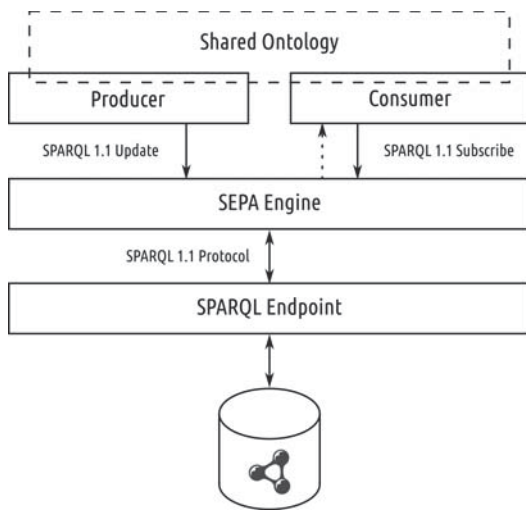 Shared Ontology
Producer
Consumer
SPARQL 1.1 Update
SPARQL 1.1 Subscribe
SEPA Engine
SPARQL 1.1 Protocol
SPARQL Endpoint